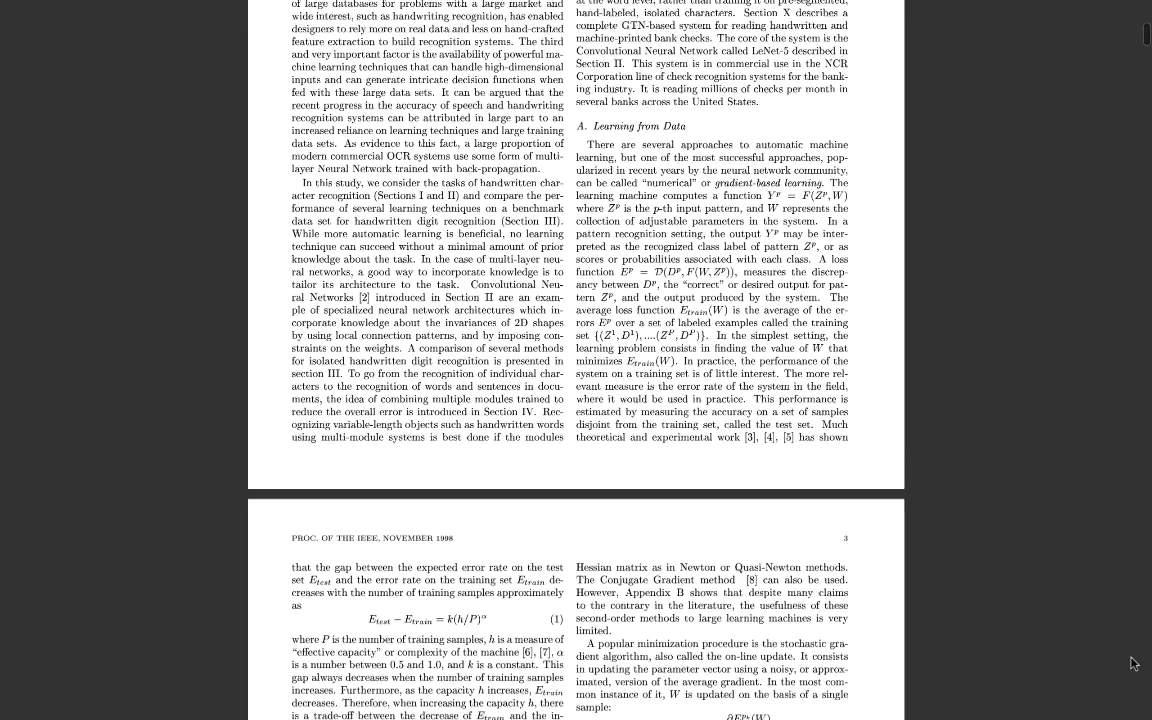 of large databases for problems with a large market and
wide interest, such as handwriting recognition, has enabled
designers to rely more on real data and less on hand-crafted
feature extraction to build recognition systems. The third
and very important factor is the availability of powerful ma-
chine learning techniques that can handle high-dimensional
inputs and can generate intricate decision functions when
fed with these large data sets. It can be argued that the
recent progress in the accuracy of speech and handwriting
recognition systems can be attributed in large part to an
increased reliance on learning techniques and large training
data sets. As evidence to this fact, a large proportion of
modern commercial OCR systems use some form of multi-
layer Neural Network trained with back-propagation.
In this study, we consider the tasks of handwritten char-
acter recognition (Sections I and II) and compare the per-
formance of several learning techniques on a benchmark
data set for handwritten digit recognition (Section III).
While more automatic learning is beneficial, no learning
technique can succeed without a minimal amount of prior
knowledge about the task. In the case of multi-layer neu-
ral networks, a good way to incorporate knowledge is to
tailor its architecture to the task. Convolutional Neu-
ral Networks [2] introduced in Section II are an exam-
ple of specialized neural network architectures which in-
corporate knowledge about the invariances of 2D shapes
by using local connection patterns, and by imposing con-
straints on the weights. A comparison of several methods
for isolated handwritten digit recognition is presented in
section III. To go from the recognition of individual char-
acters to the recognition of words and sentences in docu-
ments, the idea of combining multiple modules trained to
reduce the overall error is introduced in Section IV. Rec-
ognizing variable-length objects such as handwritten words
using multi-module systems is best done if the modules
at the word level, rather than training it on pre-segmented,
hand-labeled, isolated characters. Section X describes a
complete GTN-based system for reading handwritten and
machine-printed bank checks. The core of the system is the
Convolutional Neural Network called LeNet-5 described in
Section II. This system is in commercial use in the NCR
Corporation line of check recognition systems for the bank-
ing industry. It is reading millions of checks per month in
several banks across the United States.
A. Learning from Data
There are several approaches to automatic machine
learning, but one of the most successful approaches, pop-
ularized in recent years by the neural network community,
can be called “numerical” or gradient-based learning. The
learning machine computes a function Y^p = F(Z^p, W)
where Z^p is the p-th input pattern, and W represents the
collection of adjustable parameters in the system. In a
pattern recognition setting, the output Y^p may be inter-
preted as the recognized class label of pattern Z^p, or as
scores or probabilities associated with each class. A loss
function E^p = D(D^p, F(W, Z^p)), measures the discrep-
ancy between D^p, the “correct” or desired output for pat-
tern Z^p, and the output produced by the system. The
average loss function E_train(W) is the average of the er-
rors E^p over a set of labeled examples called the training
set {(Z^1, D^1), ....(Z^P, D^P)}. In the simplest setting, the
learning problem consists in finding the value of W that
minimizes E_train(W). In practice, the performance of the
system on a training set is of little interest. The more rel-
evant measure is the error rate of the system in the field,
where it would be used in practice. This performance is
estimated by measuring the accuracy on a set of samples
disjoint from the training set, called the test set. Much
theoretical and experimental work [3], [4], [5] has shown
PROC. OF THE IEEE, NOVEMBER 1998
3
that the gap between the expected error rate on the test
set E_test and the error rate on the training set E_train de-
creases with the number of training samples approximately
as
E_test − E_train = k(h/P)^α (1)
where P is the number of training samples, h is a measure of
“effective capacity” or complexity of the machine [6], [7], α
is a number between 0.5 and 1.0, and k is a constant. This
gap always decreases when the number of training samples
increases. Furthermore, as the capacity h increases, E_train
decreases. Therefore, when increasing the capacity h, there
is a trade-off between the decrease of E_train and the in-
Hessian matrix as in Newton or Quasi-Newton methods.
The Conjugate Gradient method [8] can also be used.
However, Appendix B shows that despite many claims
to the contrary in the literature, the usefulness of these
second-order methods to large learning machines is very
limited.
A popular minimization procedure is the stochastic gra-
dient algorithm, also called the on-line update. It consists
in updating the parameter vector using a noisy, or approx-
imated, version of the average gradient. In the most com-
mon instance of it, W is updated on the basis of a single
sample: